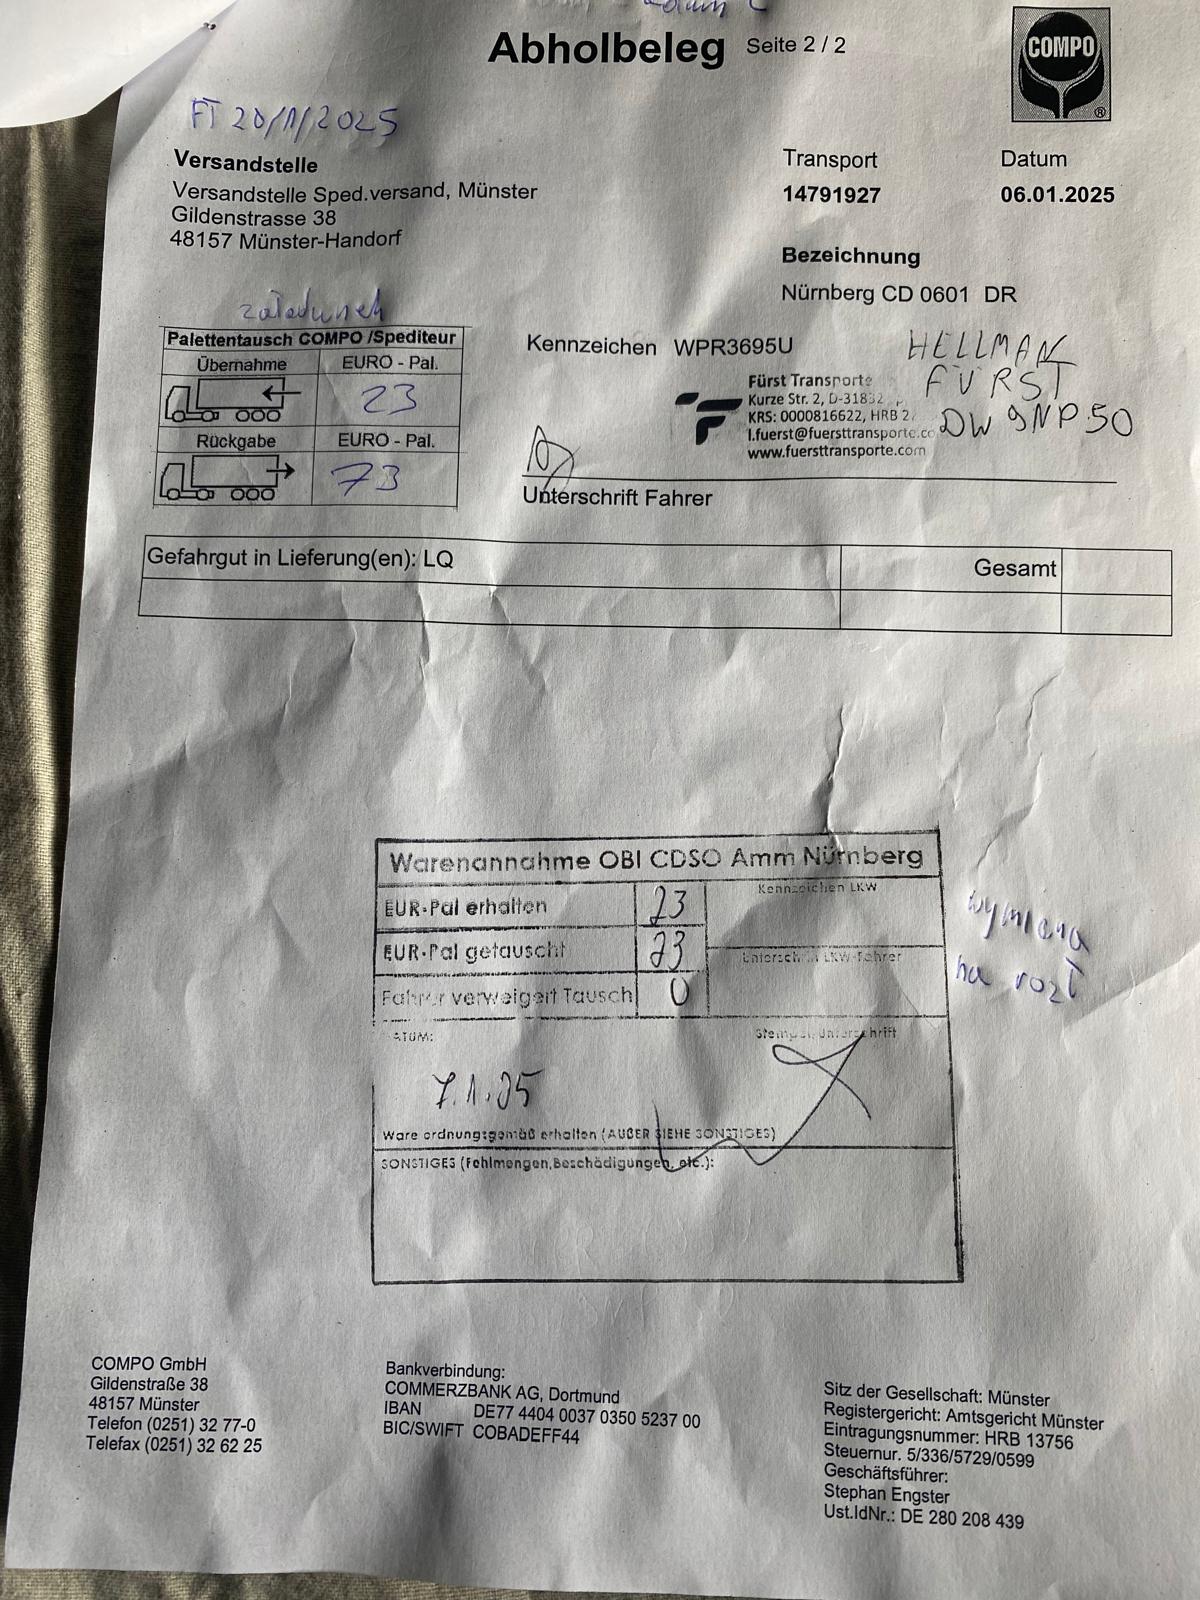 Abholbeleg Seite 2 / 2
COMPO
®
FT 20/1/2025
Versandstelle
Versandstelle Sped.versand, Münster
Gildenstrasse 38
48157 Münster-Handorf
Transport
14791927
Datum
06.01.2025
Bezeichnung
Nürnberg CD 0601 DR
załadunek
Palettentausch COMPO /Spediteur
Übernahme EURO - Pal.
23
Rückgabe EURO - Pal.
23
Kennzeichen WPR3695U
HELLMAN
FÜRST
DW 9NP50
Fürst Transporte
Kurze Str. 2, D-31832
KRS: 0000816622, HRB 2
l.fuerst@fuersttransporte.co
www.fuersttransporte.com
Unterschrift Fahrer
Gefahrgut in Lieferung(en): LQ
Gesamt
Warenannahme OBI CDSO Amm Nürnberg
EUR-Pal erhalten 23
EUR-Pal getauscht 23
Fahrer verweigert Tausch 0
Kennzeichen LKW
Unterschrift LKW-Fahrer
DATUM:
7.1.25
Stempel, Unterschrift
Ware ordnungsgemäß erhalten (AUßER SIEHE SONSTIGES)
SONSTIGES (Fehlmengen, Beschädigungen, etc.):
wymiana
na rozł
COMPO GmbH
Gildenstraße 38
48157 Münster
Telefon (0251) 32 77-0
Telefax (0251) 32 62 25
Bankverbindung:
COMMERZBANK AG, Dortmund
IBAN DE77 4404 0037 0350 5237 00
BIC/SWIFT COBADEFF44
Sitz der Gesellschaft: Münster
Registergericht: Amtsgericht Münster
Eintragungsnummer: HRB 13756
Steuernur. 5/336/5729/0599
Geschäftsführer:
Stephan Engster
Ust.IdNr.: DE 280 208 439